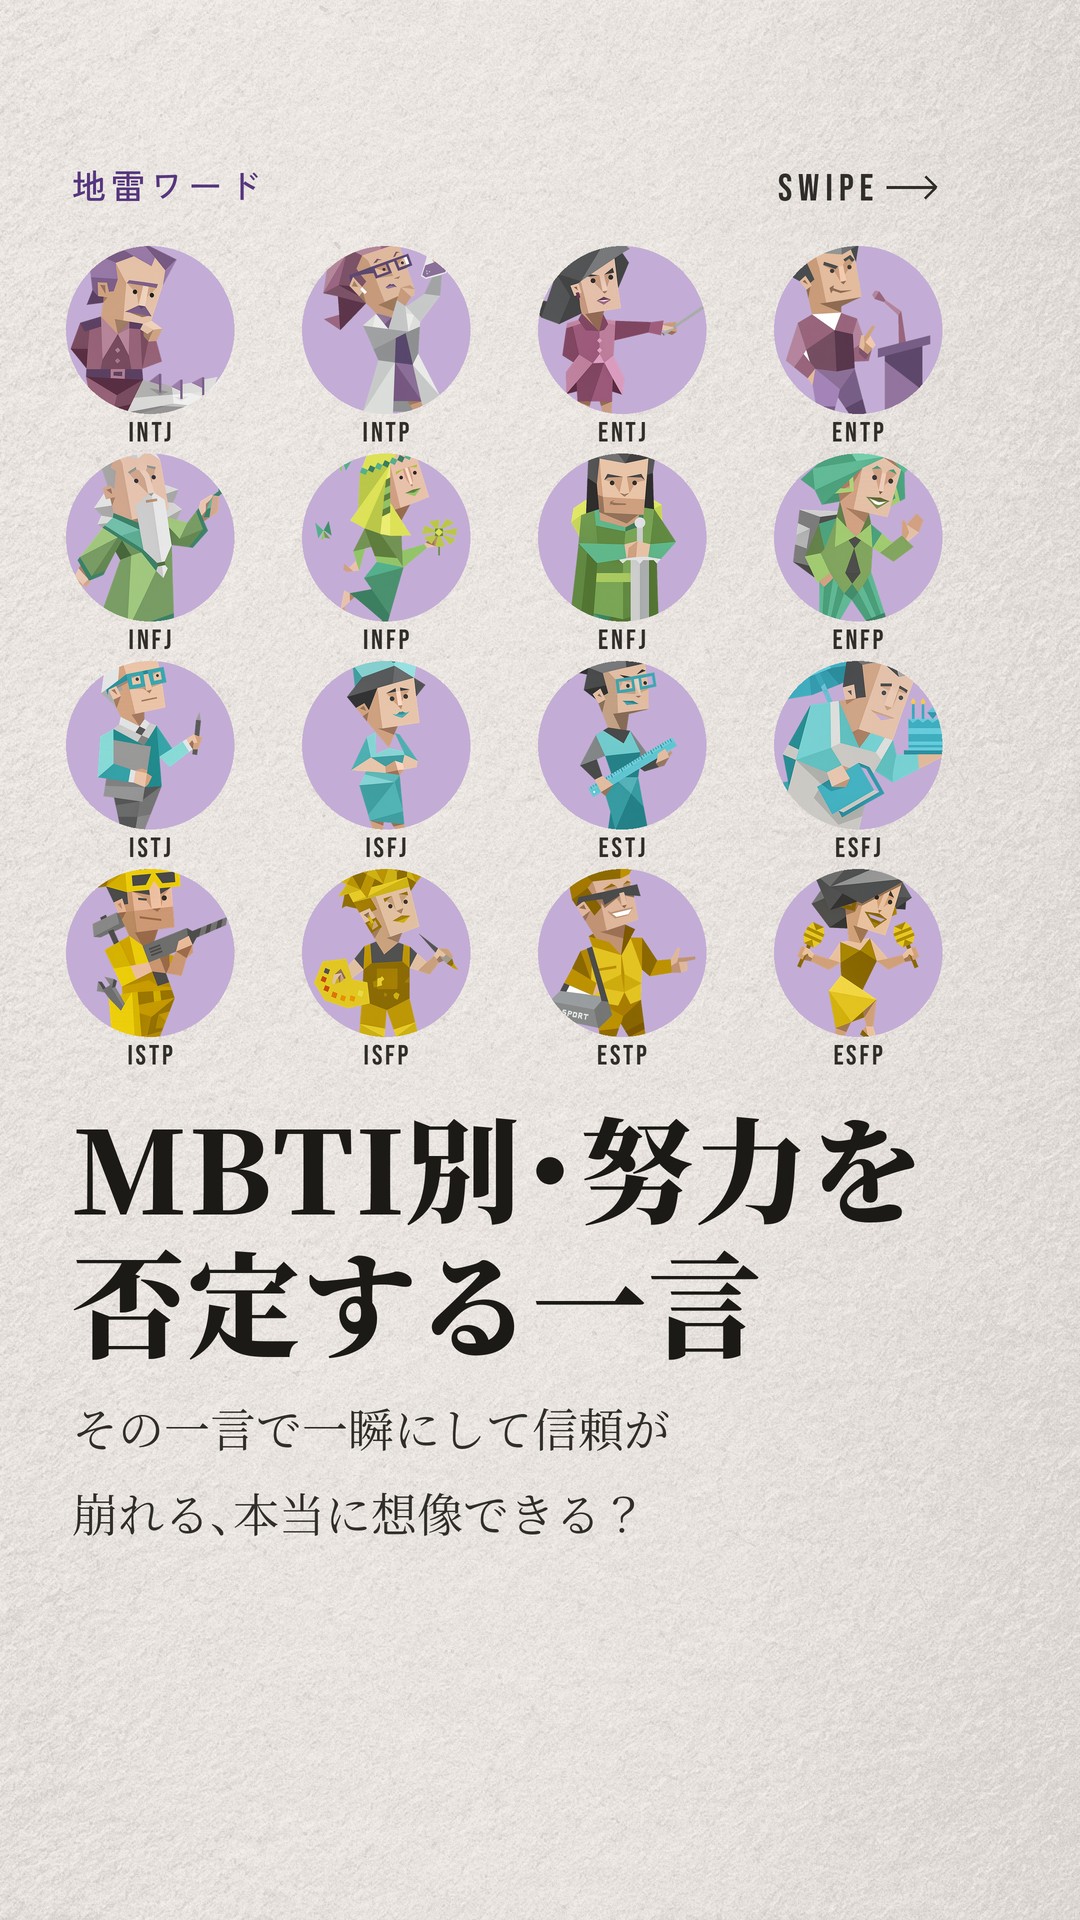 地雷ワード
SWIPE →
INTJ
INTP
ENTJ
ENTP
INFJ
INFP
ENFJ
ENFP
ISTJ
ISFJ
ESTJ
ESFJ
SPORT
ISTP
ISFP
ESTP
ESFP
MBTI別・努力を
否定する一言
その一言で一瞬にして信頼が
崩れる、本当に想像できる？